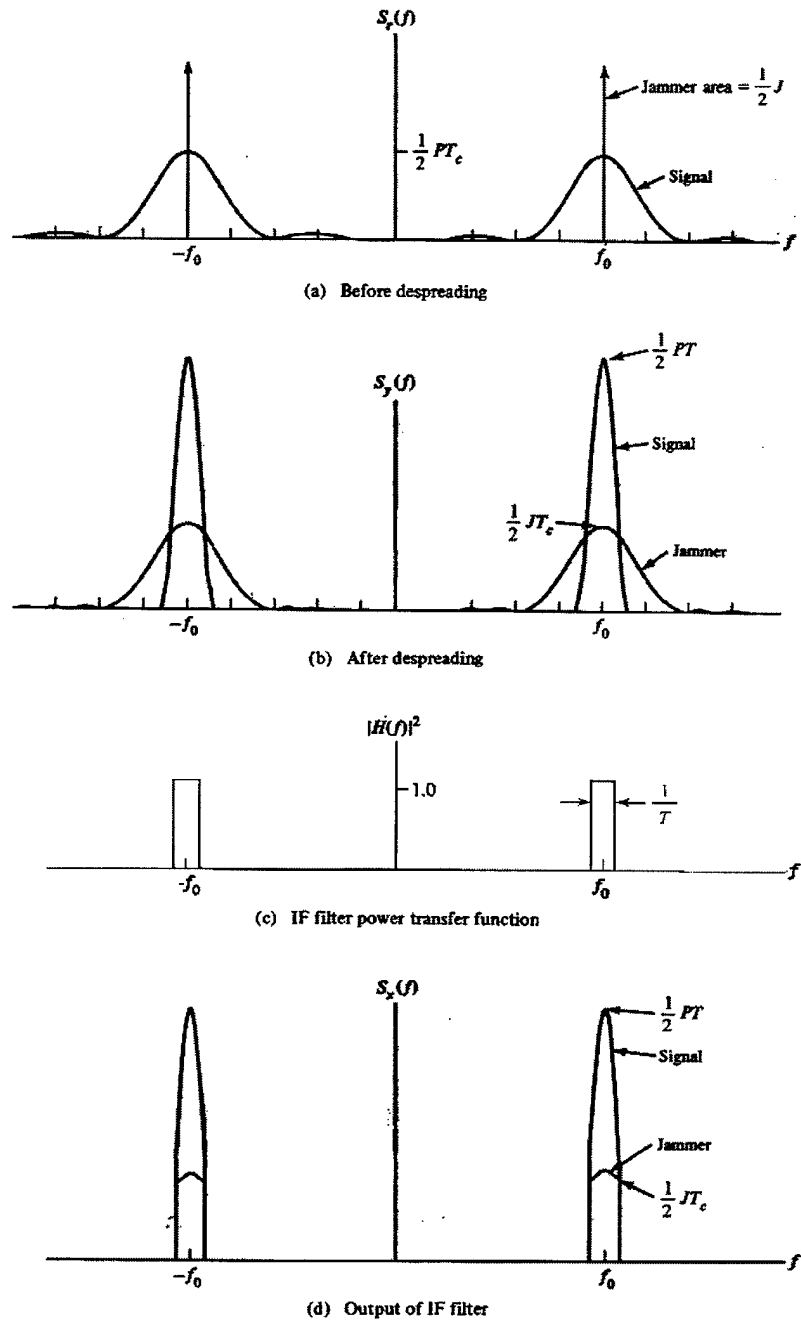 S_r(f)
Jammer area = 1/2 J
1/2 PT_c
Signal
-f_0
f_0
f
(a) Before despreading
1/2 PT
S_y(f)
Signal
1/2 JT_c
Jammer
-f_0
f_0
f
(b) After despreading
|H(f)|^2
1.0
1/T
-f_0
f_0
f
(c) IF filter power transfer function
S_x(f)
1/2 PT
Signal
Jammer
1/2 JT_c
-f_0
f_0
f
(d) Output of IF filter